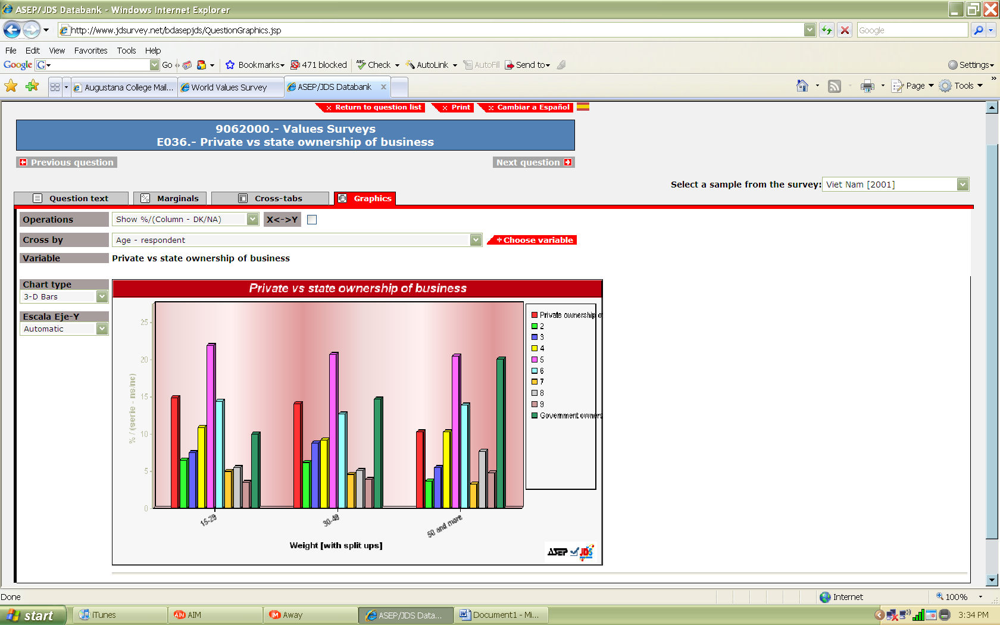 ASEP/JDS Databank - Windows Internet Explorer
http://www.jdsurvey.net/bdasepjds/QuestionGraphics.jsp
Google
File Edit View Favorites Tools Help
Google G Go Bookmarks 471 blocked ABC Check AutoLink AutoFill Send to Settings
Augustana College Mail... World Values Survey ASEP/JDS Databank x Page Tools »
x Return to question list x Print x Cambiar a Español
9062000.- Values Surveys
E036.- Private vs state ownership of business
Previous question Next question
Select a sample from the survey: Viet Nam [2001]
Question text Marginals Cross-tabs Graphics
Operations Show %/(Column - DK/NA) X<->Y
Cross by Age - respondent + Choose variable
Variable Private vs state ownership of business
Chart type
3-D Bars
Escala Eje-Y
Automatic
Private vs state ownership of business
% / (serie - ns/nc)
25
20
15
10
5
0
15-29 30-49 50 and more
Weight [with split ups]
Private ownership o
2
3
4
5
6
7
8
9
Government owners
ASEP JDS
Done Internet 100%
start iTunes AIM Away ASEP/JDS Data... Document1 - Mi... 3:34 PM